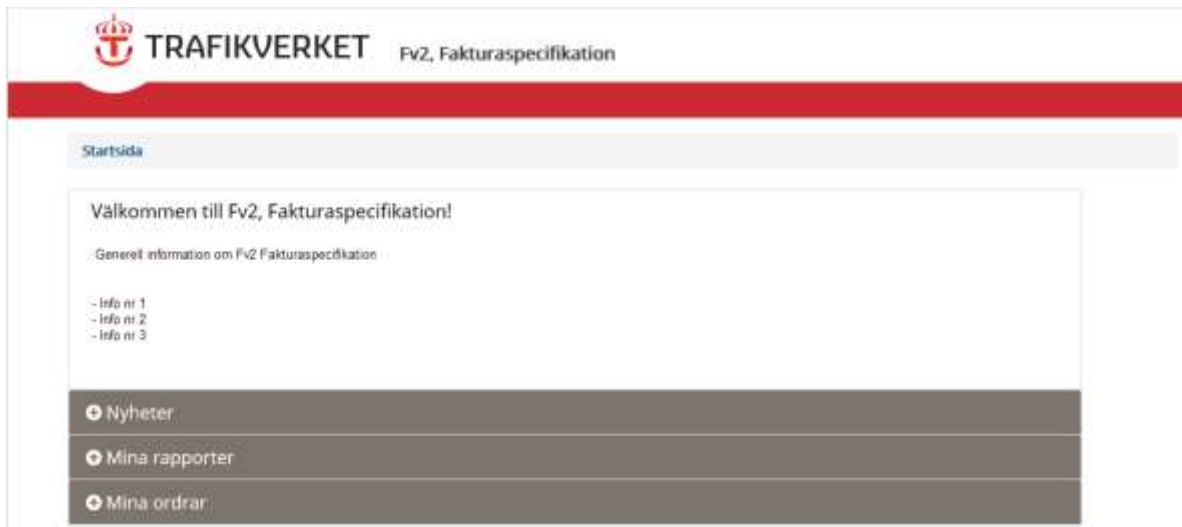 TRAFIKVERKET Fv2, Fakturaspecifikation
Startsida
Välkommen till Fv2, Fakturaspecifikation!
Generell information om Fv2 Fakturaspecifikation
- Info nr 1
- Info nr 2
- Info nr 3
Nyheter
Mina rapporter
Mina ordrar